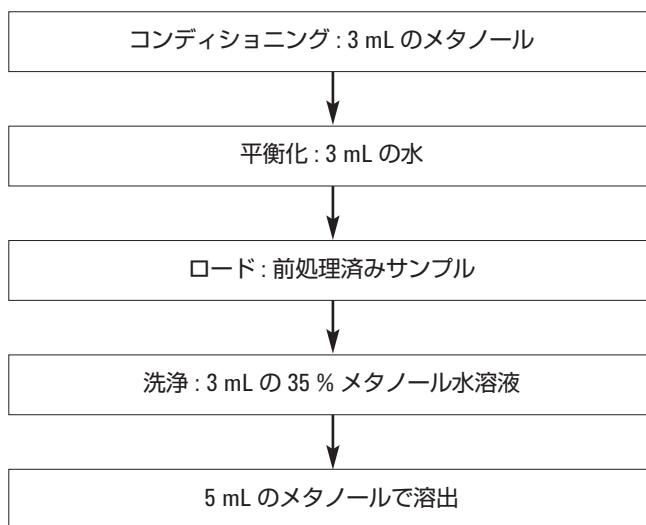 コンディショニング : 3 mL のメタノール
平衡化 : 3 mL の水
ロード : 前処理済みサンプル
洗浄 : 3 mL の 35 % メタノール水溶液
5 mL のメタノールで溶出